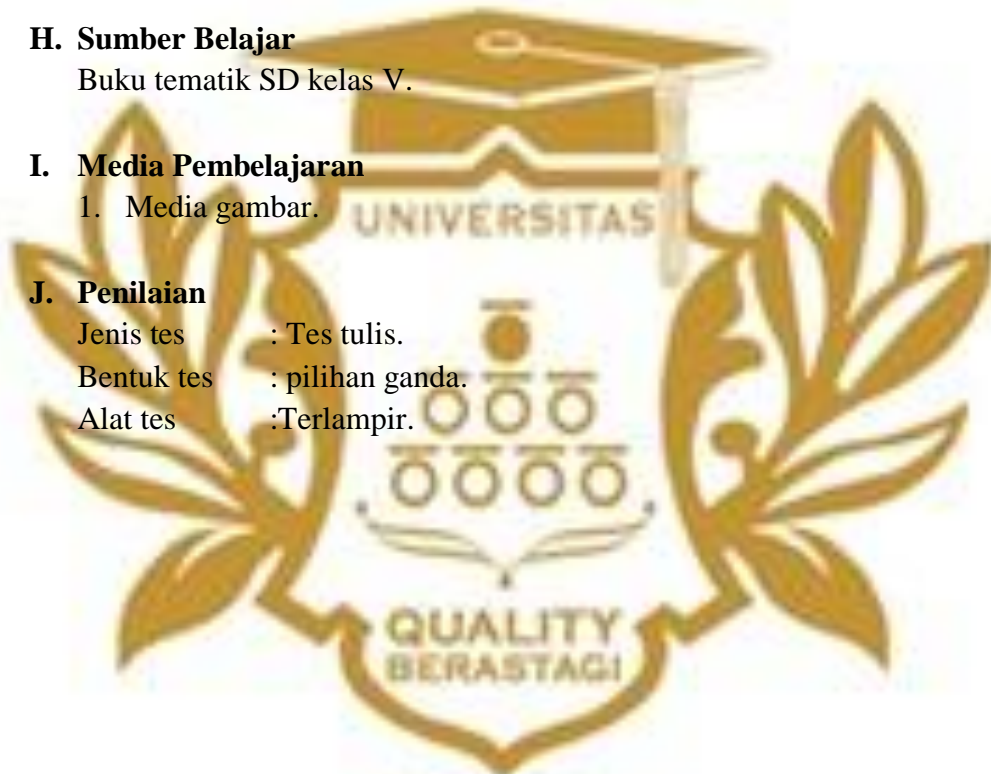 H. Sumber Belajar
Buku tematik SD kelas V.
I. Media Pembelajaran
1. Media gambar.
UNIVERSITAS
J. Penilaian
Jenis tes : Tes tulis.
Bentuk tes : pilihan ganda.
Alat tes :Terlampir.
QUALITY
BERASTAGI